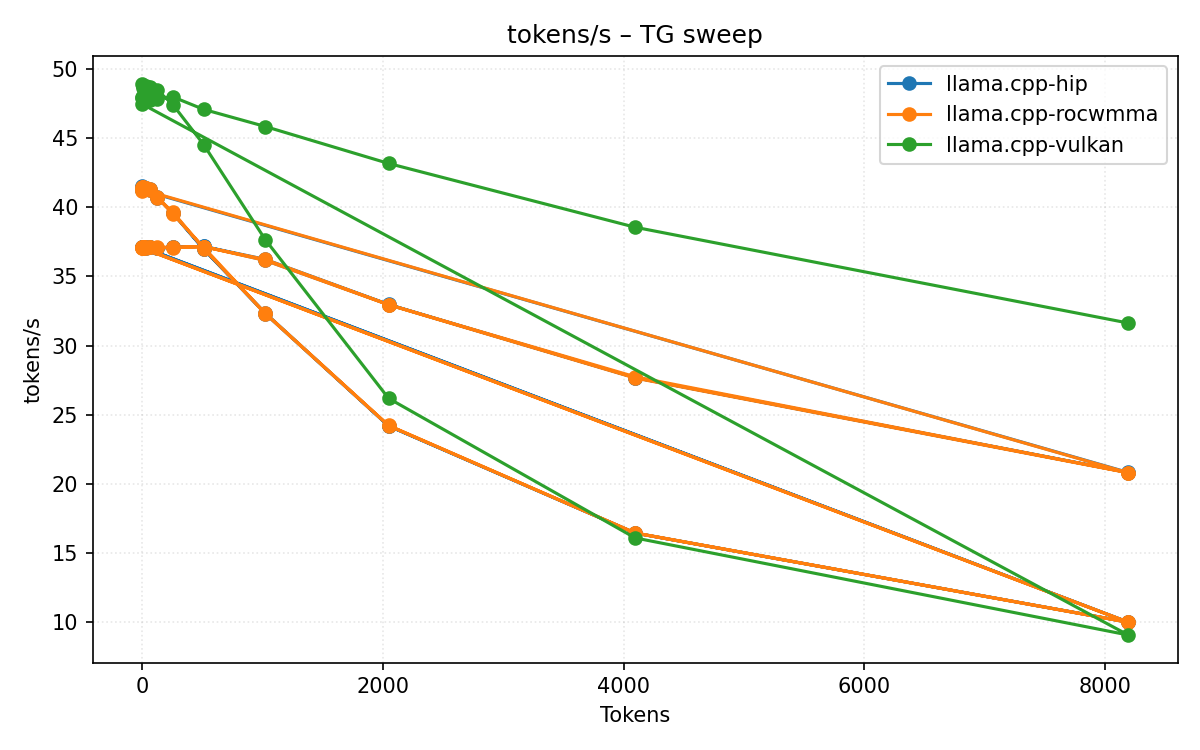 tokens/s – TG sweep
llama.cpp-hip
llama.cpp-rocwmma
llama.cpp-vulkan
tokens/s
50
45
40
35
30
25
20
15
10
0
2000
4000
6000
8000
Tokens